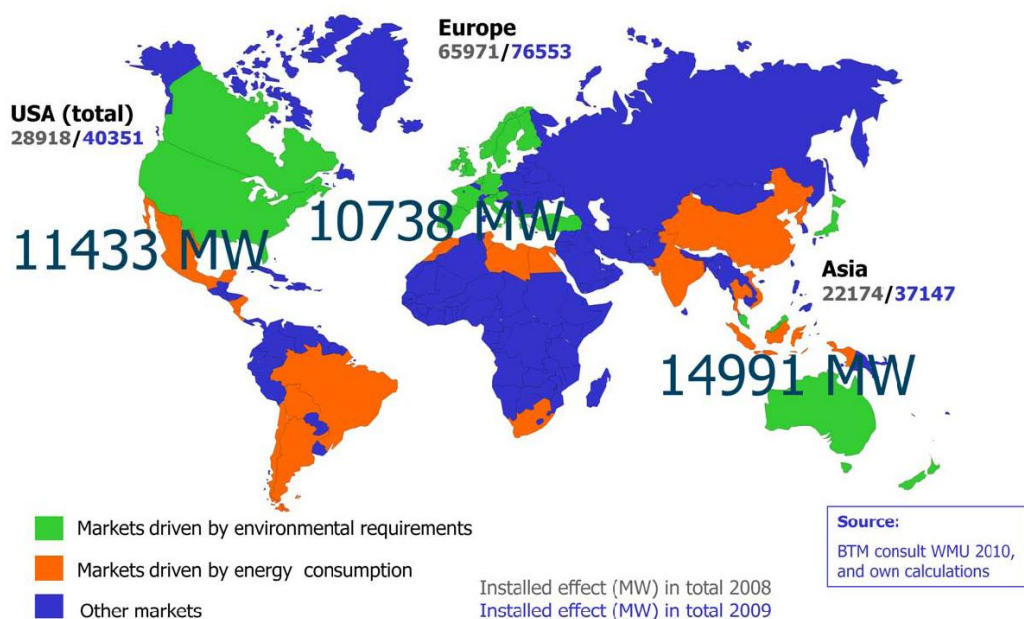 Europe
65971/76553
USA (total)
28918/40351
10738 MW
11433 MW
Asia
22174/37147
14991 MW
Markets driven by environmental requirements
Markets driven by energy consumption
Other markets
Source:
BTM consult WMU 2010,
and own calculations
Installed effect (MW) in total 2008
Installed effect (MW) in total 2009